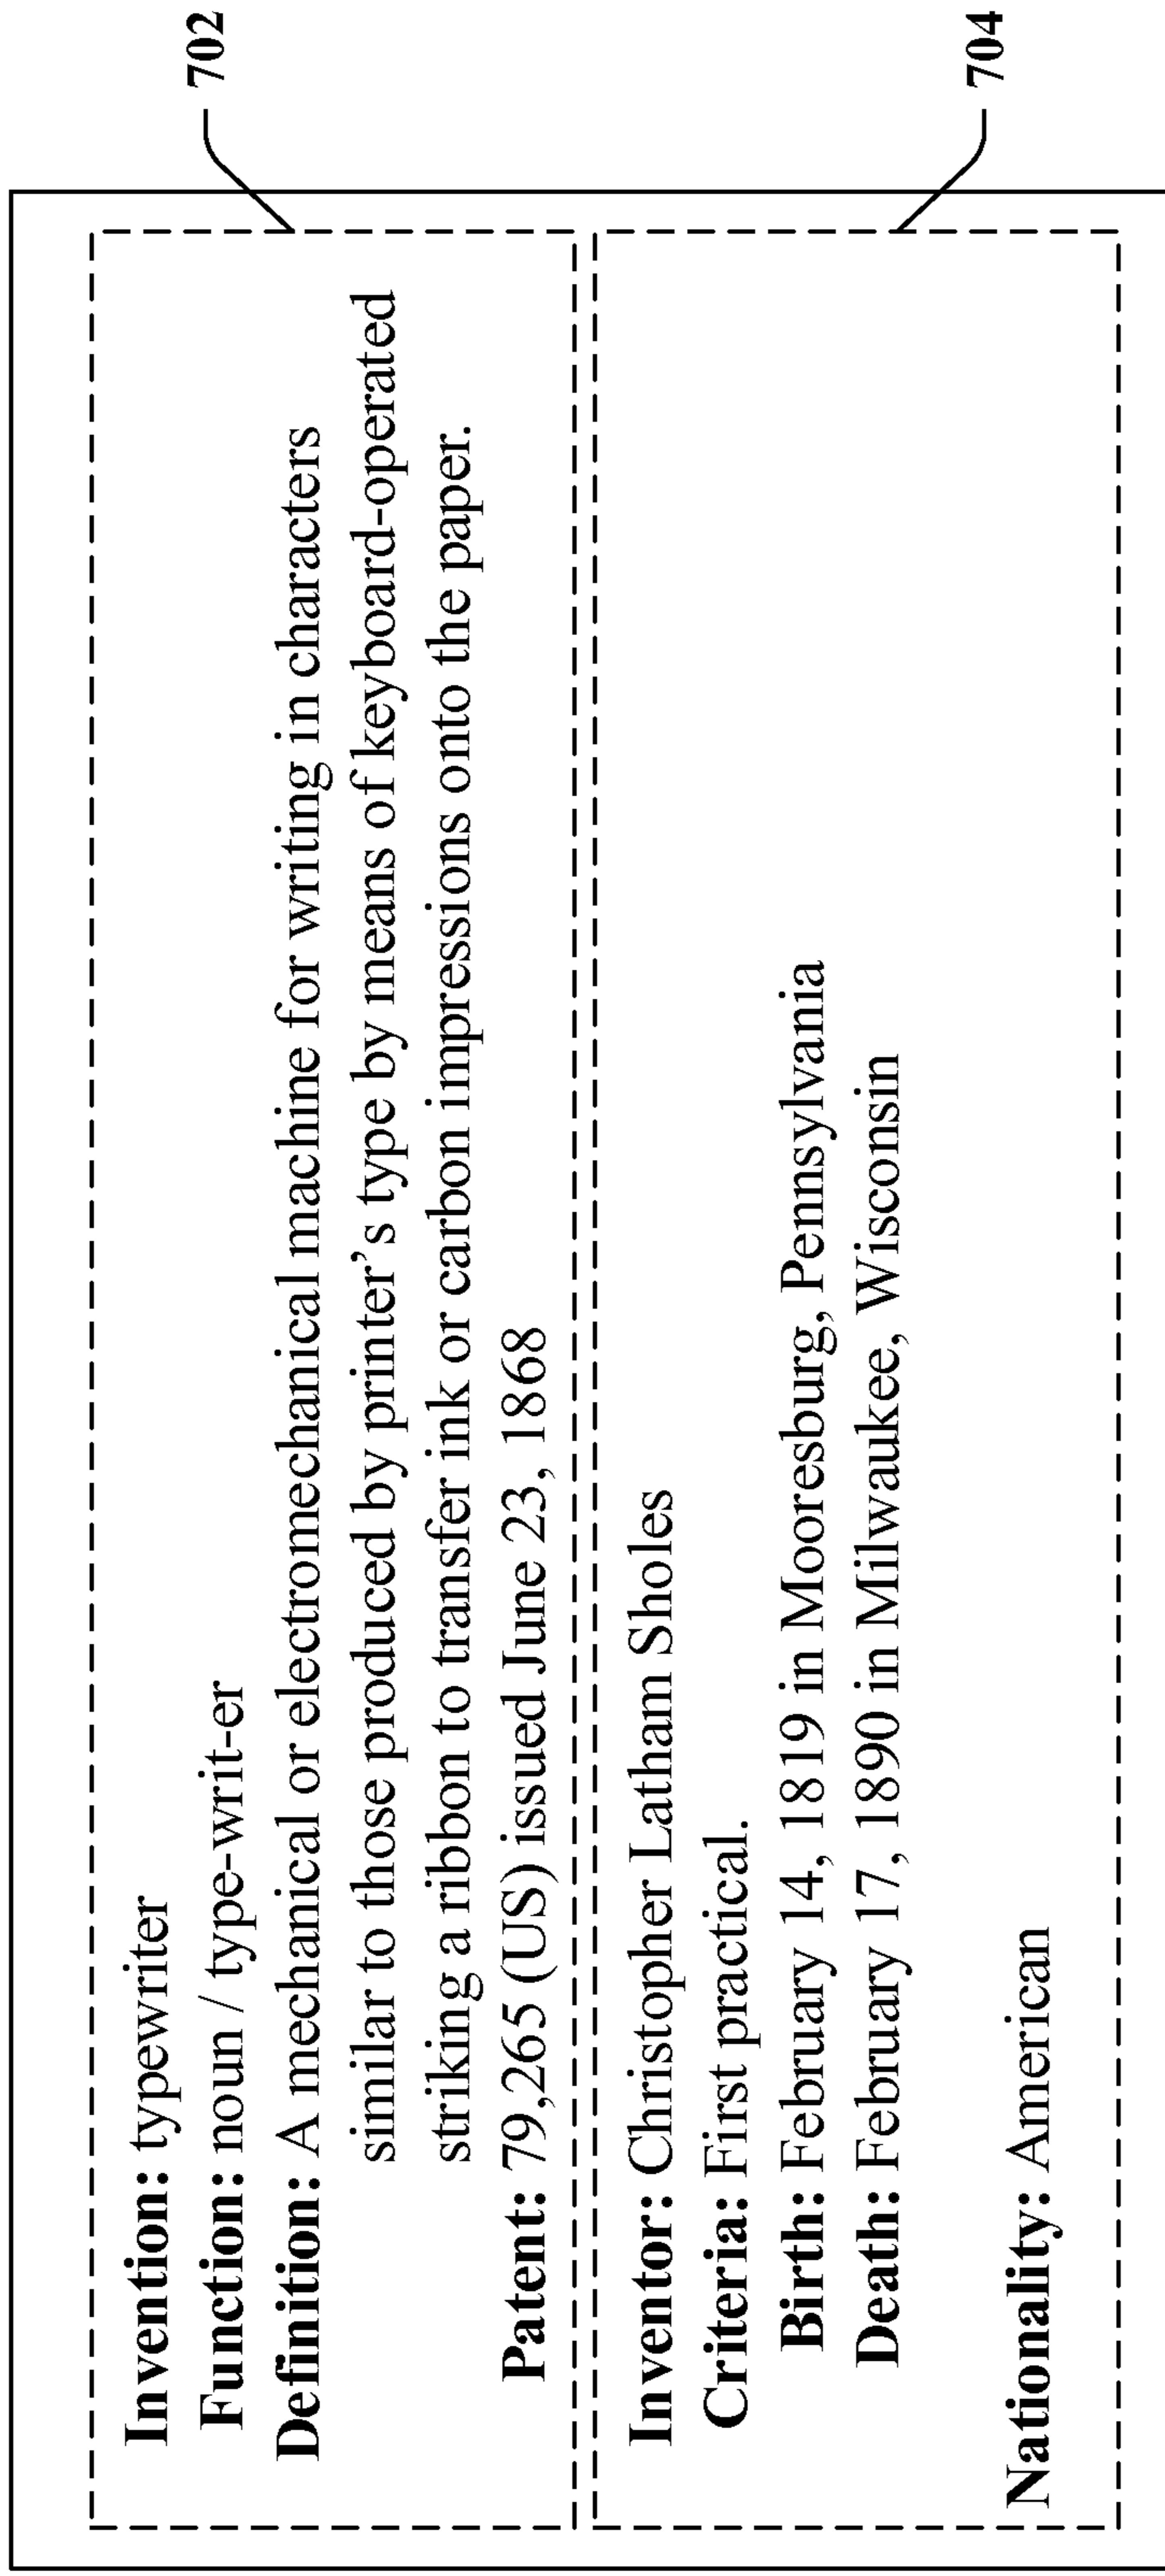 Invention: typewriter
Function: noun / type-writ-er
Definition: A mechanical or electromechanical machine for writing in characters
similar to those produced by printer’s type by means of keyboard-operated
striking a ribbon to transfer ink or carbon impressions onto the paper.
Patent: 79,265 (US) issued June 23, 1868
702
Inventor: Christopher Latham Sholes
Criteria: First practical.
Birth: February 14, 1819 in Mooresburg, Pennsylvania
Death: February 17, 1890 in Milwaukee, Wisconsin
Nationality: American
704